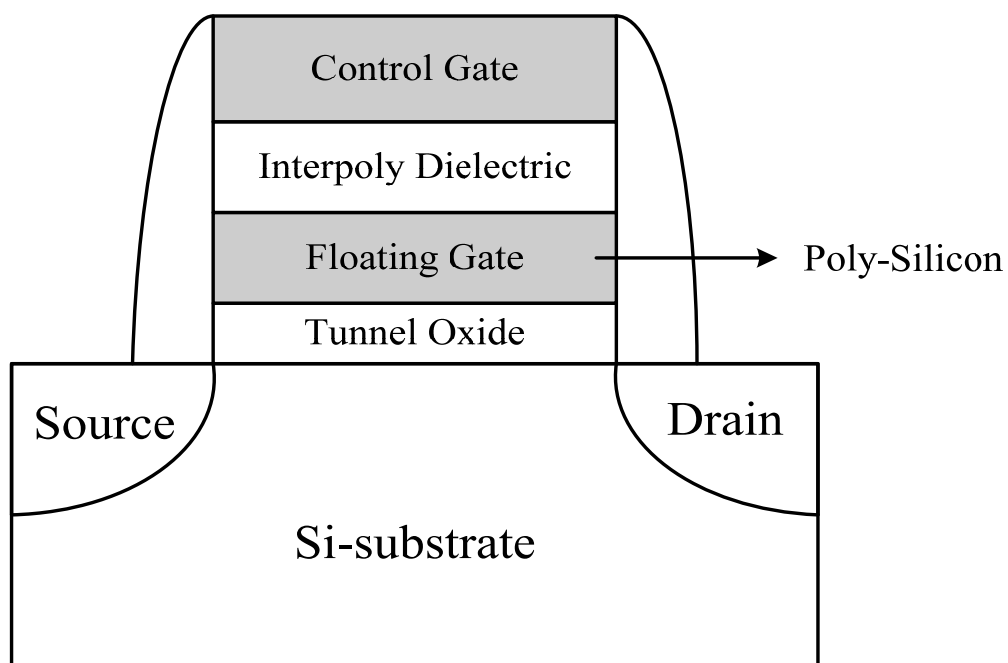 Control Gate
Interpoly Dielectric
Floating Gate
Poly-Silicon
Tunnel Oxide
Source
Drain
Si-substrate